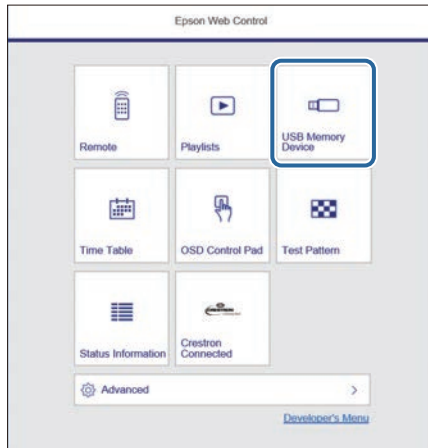 Epson Web Control
Remote
Playlists
USB Memory
Device
Time Table
OSD Control Pad
Test Pattern
Status Information
CRESTRON
Crestron
Connected
Advanced
Developer's Menu